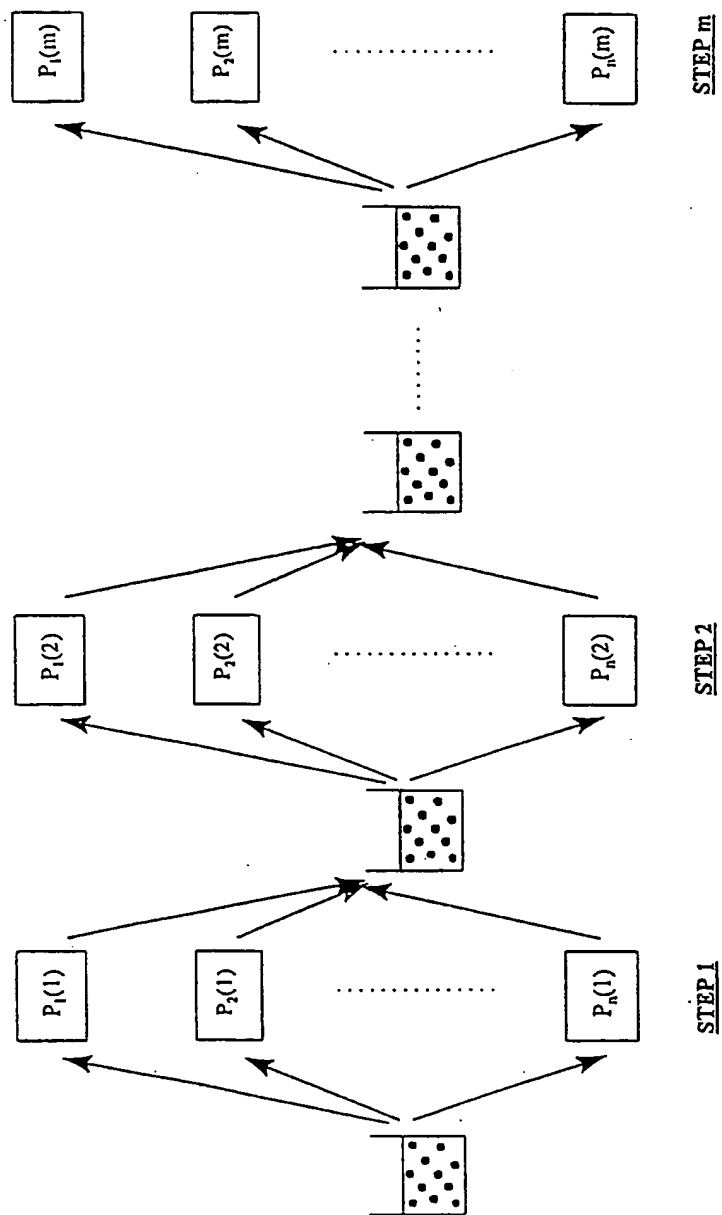 P₁(1)
P₂(1)
Pₙ(1)
STEP 1
P₁(2)
P₂(2)
Pₙ(2)
STEP 2
P₁(m)
P₂(m)
Pₙ(m)
STEP m